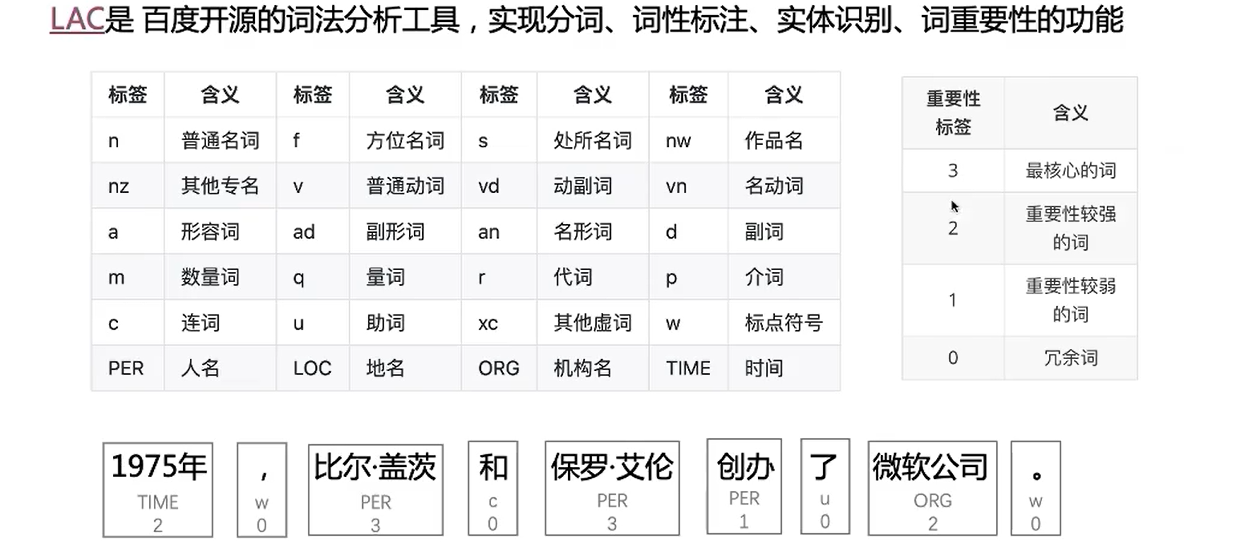 LAC是 百度开源的词法分析工具，实现分词、词性标注、实体识别、词重要性的功能
标签 含义 标签 含义 标签 含义 标签 含义
n 普通名词 f 方位名词 s 处所名词 nw 作品名
nz 其他专名 v 普通动词 vd 动副词 vn 名动词
a 形容词 ad 副形词 an 名形词 d 副词
m 数量词 q 量词 r 代词 p 介词
c 连词 u 助词 xc 其他虚词 w 标点符号
PER 人名 LOC 地名 ORG 机构名 TIME 时间
重要性
标签
含义
3 最核心的词
2 重要性较强
的词
1 重要性较弱
的词
0 冗余词
1975年 ， 比尔·盖茨 和 保罗·艾伦 创办 了 微软公司 。
TIME w PER c PER PER u ORG w
2 0 3 0 3 1 0 2 0